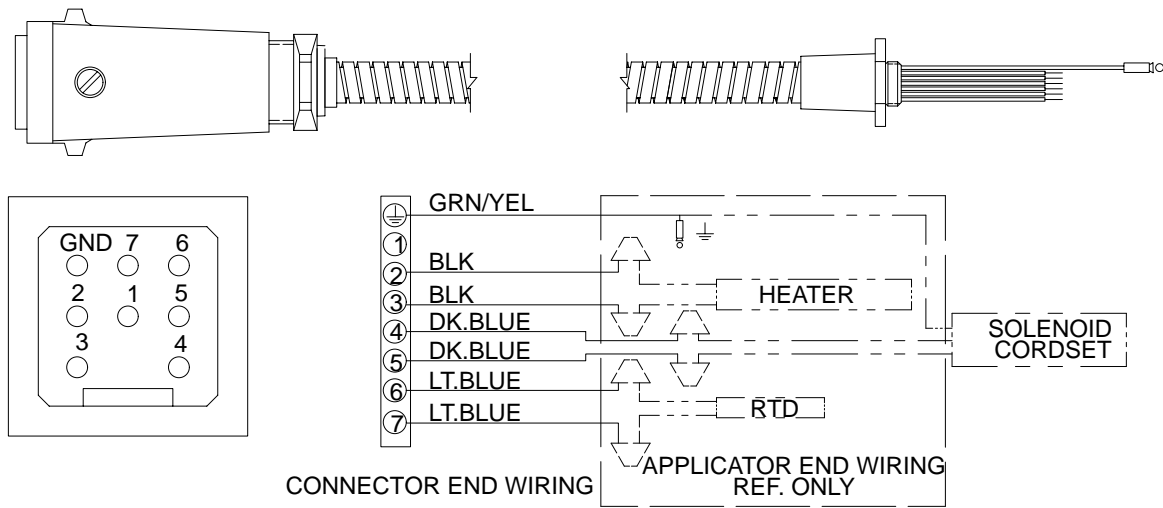 GND 7 6
2 1 5
3 4
GRN/YEL
1
2 BLK
3 BLK
4 DK.BLUE
5 DK.BLUE
6 LT.BLUE
7 LT.BLUE
HEATER
SOLENOID
CORDSET
RTD
CONNECTOR END WIRING
APPLICATOR END WIRING
REF. ONLY